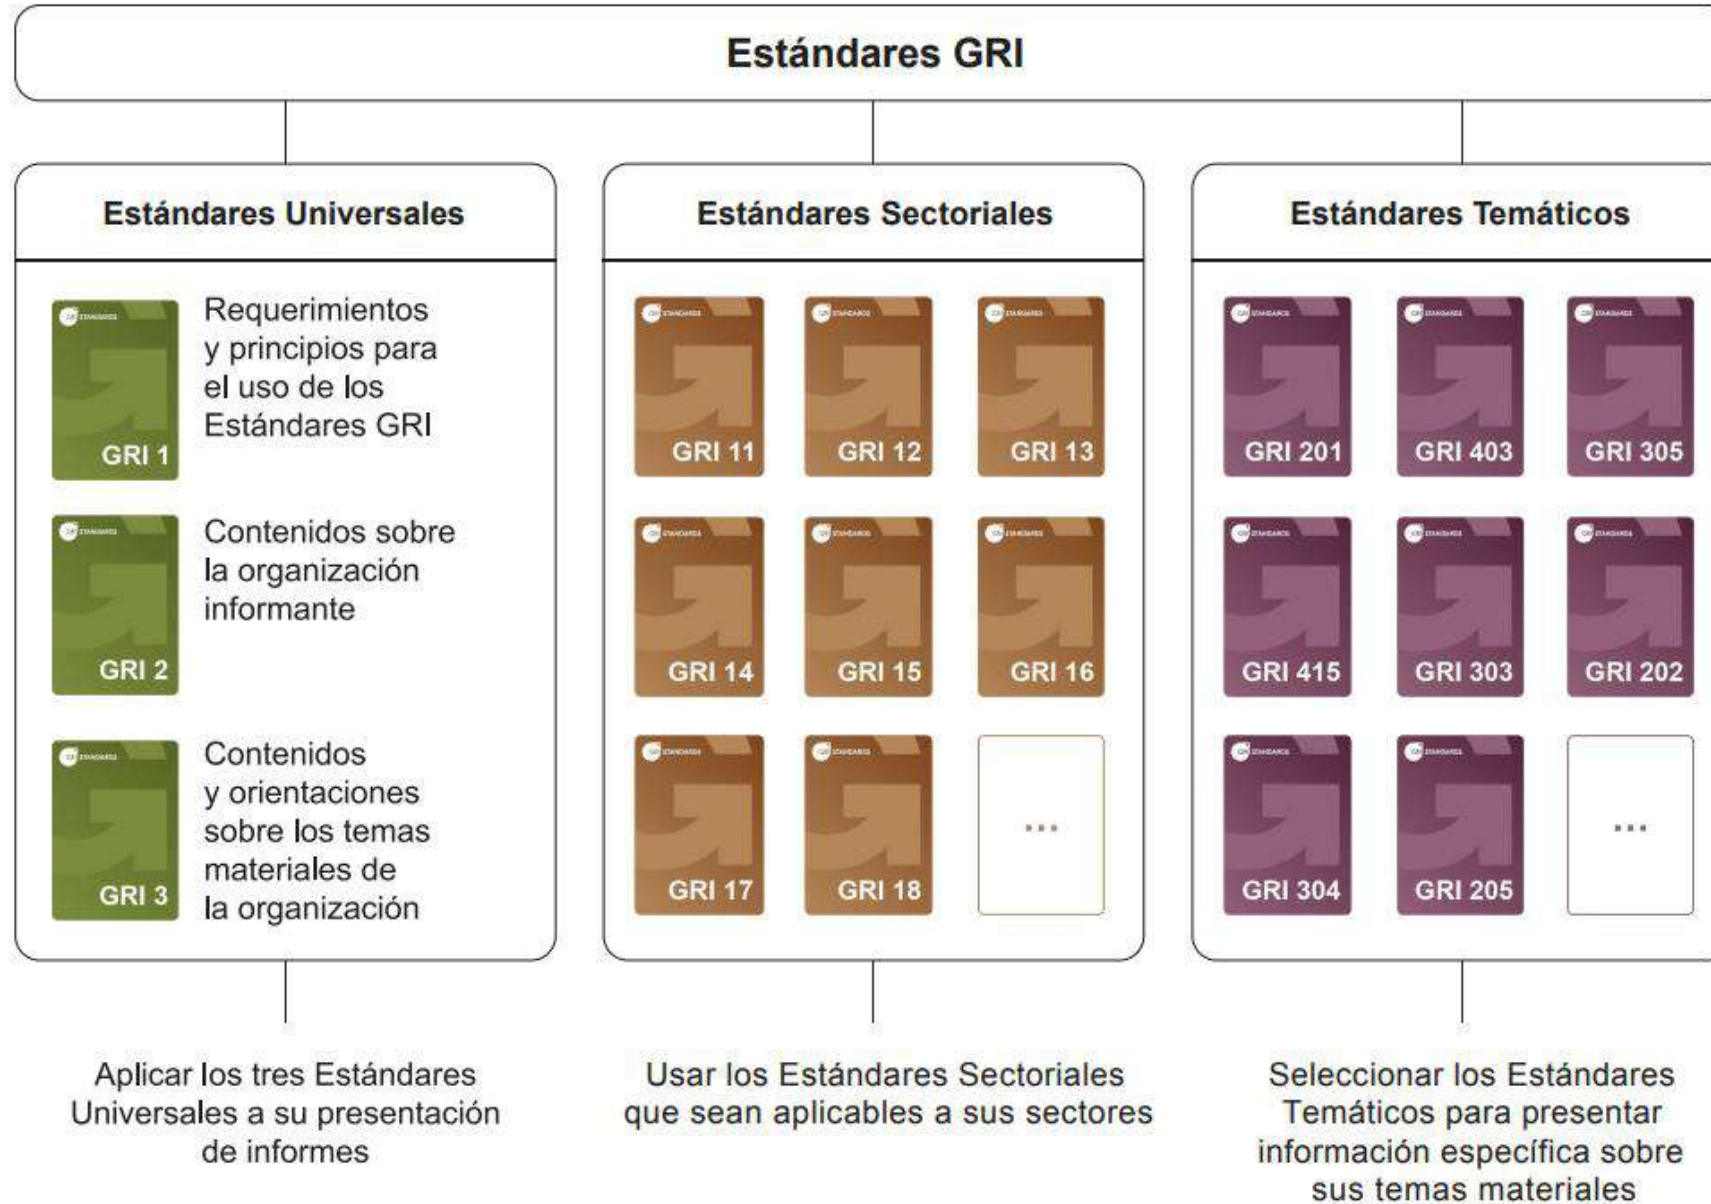 Estándares GRI
Estándares Universales
GRI 1
Requerimientos
y principios para
el uso de los
Estándares GRI
GRI 2
Contenidos sobre
la organización
informante
GRI 3
Contenidos
y orientaciones
sobre los temas
materiales de
la organización
Aplicar los tres Estándares
Universales a su presentación
de informes
Estándares Sectoriales
GRI 11 GRI 12 GRI 13
GRI 14 GRI 15 GRI 16
GRI 17 GRI 18 ...
Usar los Estándares Sectoriales
que sean aplicables a sus sectores
Estándares Temáticos
GRI 201 GRI 403 GRI 305
GRI 415 GRI 303 GRI 202
GRI 304 GRI 205 ...
Seleccionar los Estándares
Temáticos para presentar
información específica sobre
sus temas materiales